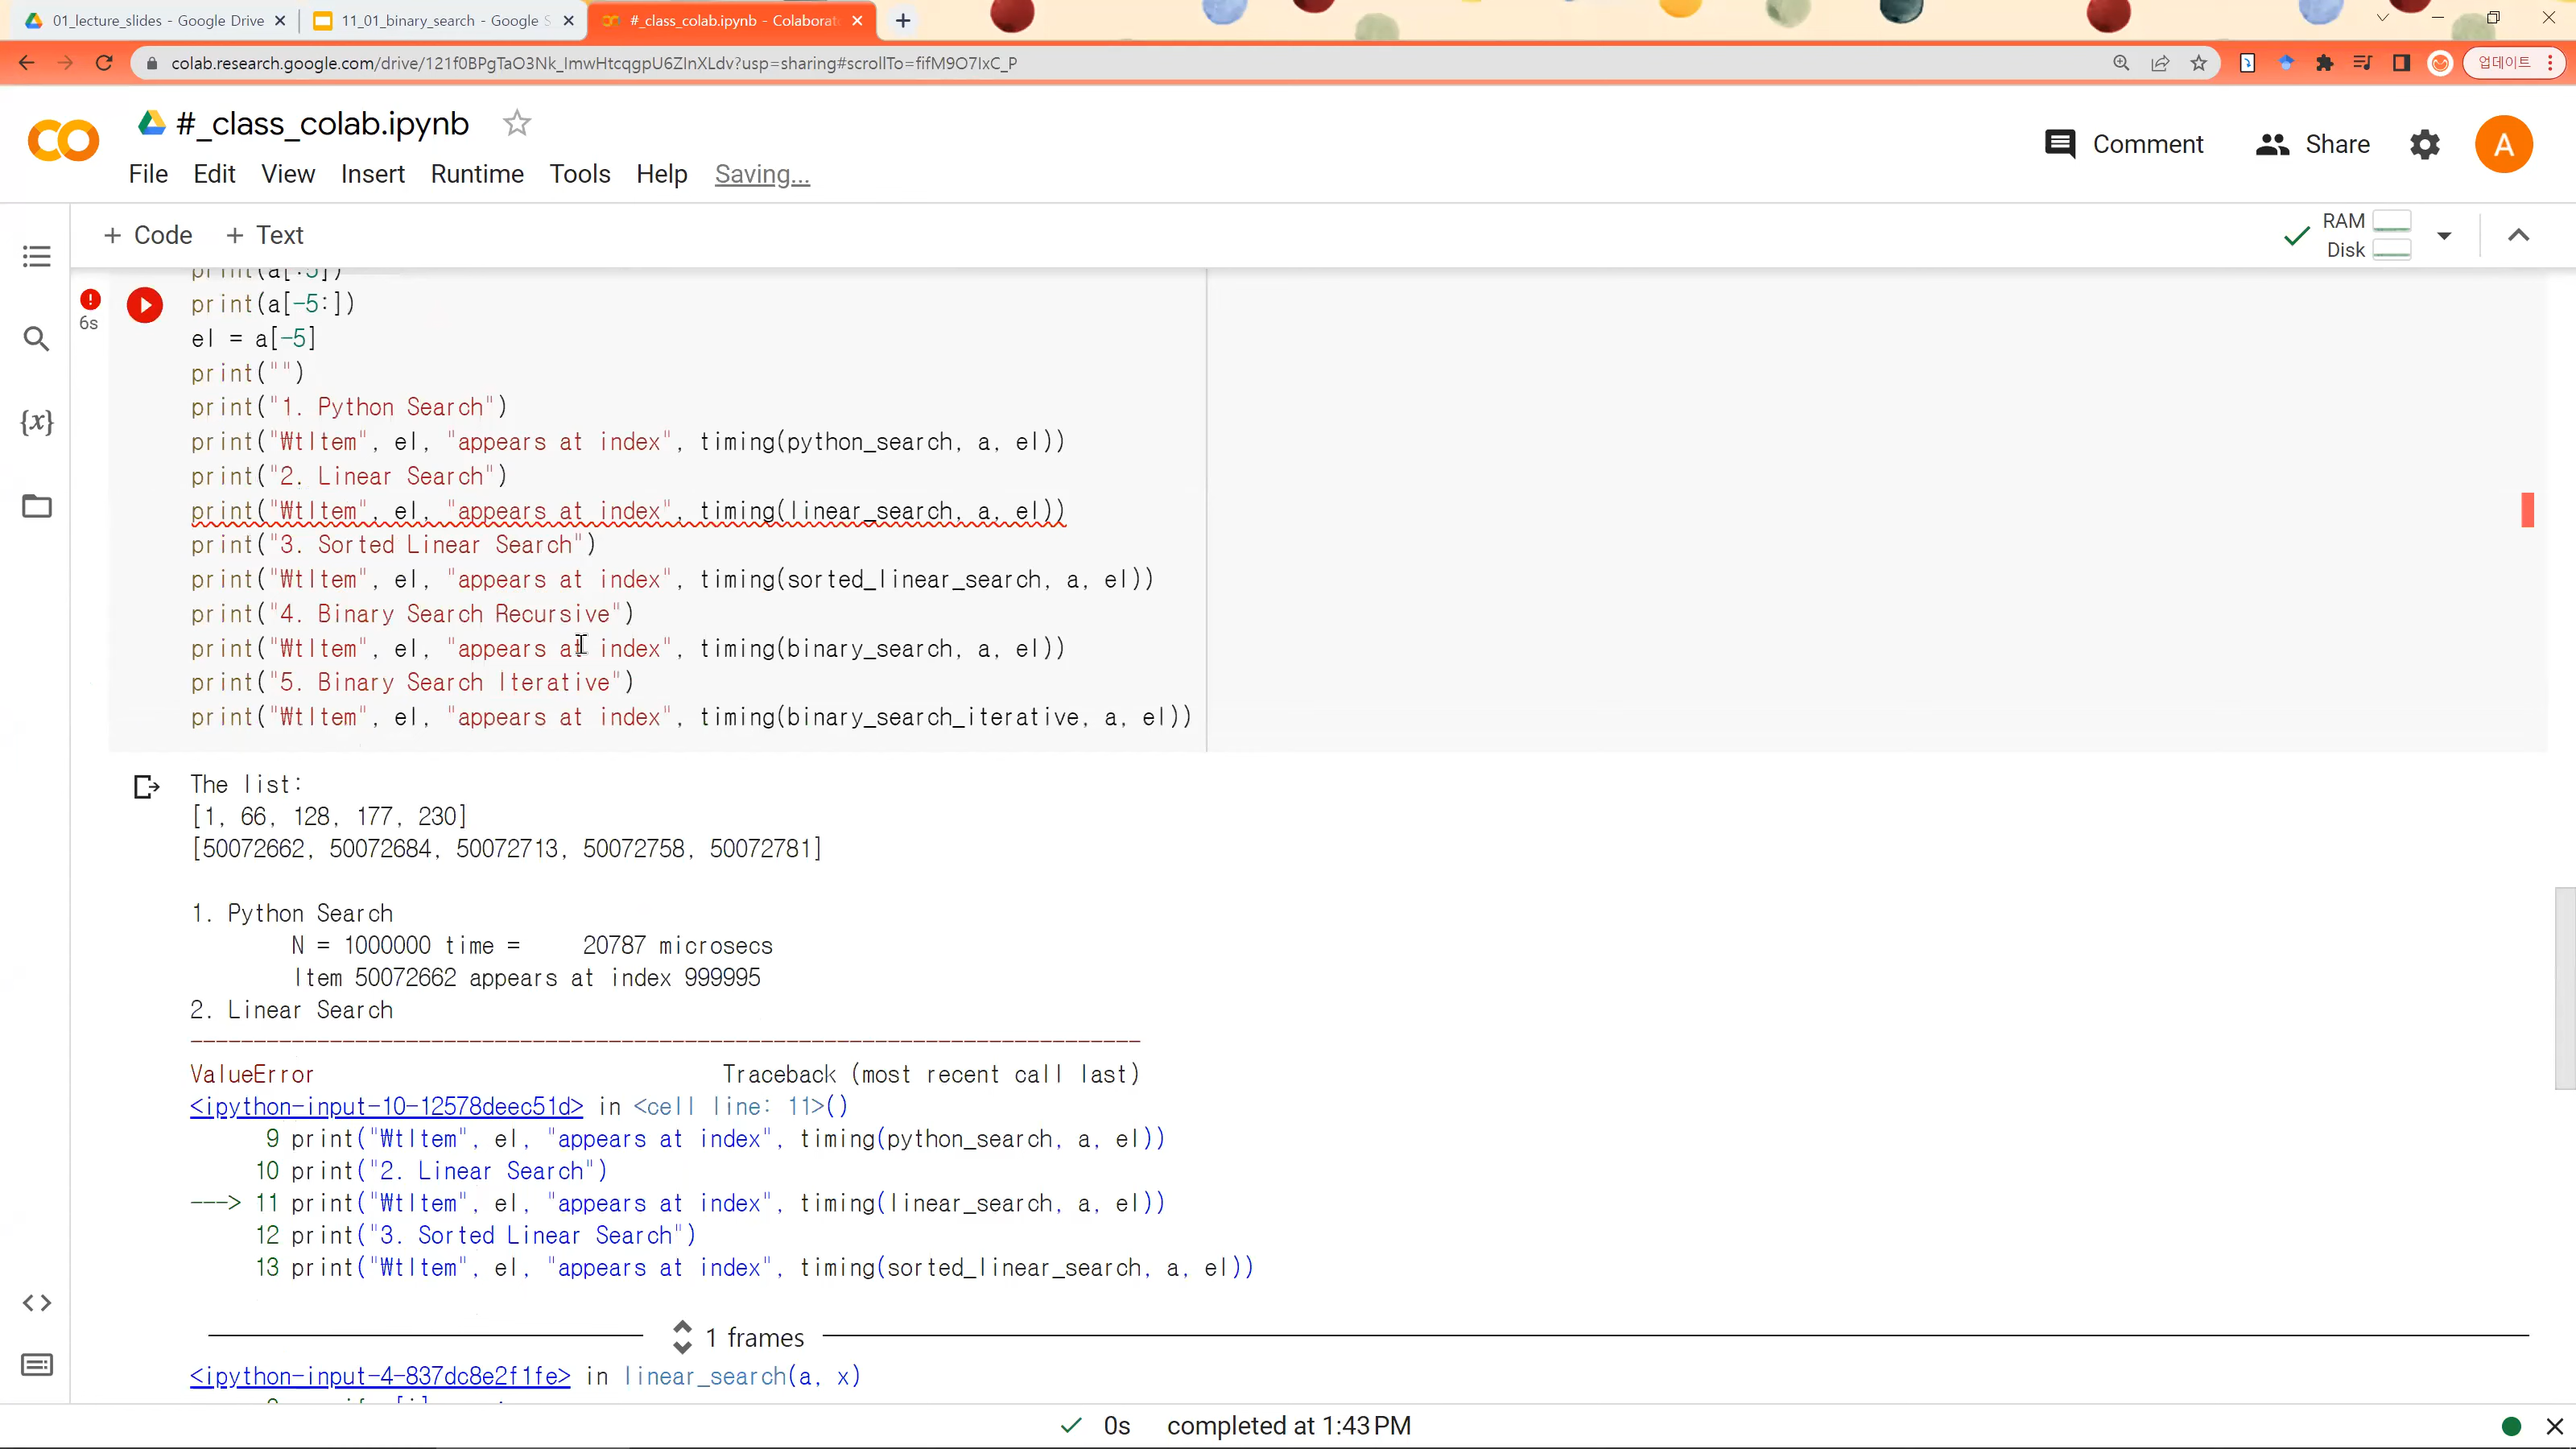 01_lecture_slides - Google Drive
11_01_binary_search - Google S
#_class_colab.ipynb - Colaborat
colab.research.google.com/drive/121f0BPgTaO3Nk_ImwHtcqgpU6ZInXLdv?usp=sharing#scrollTo=fifM9O7IxC_P
업데이트
#_class_colab.ipynb
Comment
Share
A
File Edit View Insert Runtime Tools Help Saving...
+ Code + Text
RAM
Disk
print(a[:5])
print(a[-5:])
6s
el = a[-5]
print("")
{x}
print("1. Python Search")
print("₩tItem", el, "appears at index", timing(python_search, a, el))
print("2. Linear Search")
print("₩tItem", el, "appears at index", timing(linear_search, a, el))
print("3. Sorted Linear Search")
print("₩tItem", el, "appears at index", timing(sorted_linear_search, a, el))
print("4. Binary Search Recursive")
print("₩tItem", el, "appears at index", timing(binary_search, a, el))
print("5. Binary Search Iterative")
print("₩tItem", el, "appears at index", timing(binary_search_iterative, a, el))
The list:
[1, 66, 128, 177, 230]
[50072662, 50072684, 50072713, 50072758, 50072781]
1. Python Search
N = 1000000 time = 20787 microsecs
Item 50072662 appears at index 999995
2. Linear Search
---------------------------------------------------------------------------
ValueError Traceback (most recent call last)
<ipython-input-10-12578deec51d> in <cell line: 11>()
9 print("₩tItem", el, "appears at index", timing(python_search, a, el))
10 print("2. Linear Search")
---> 11 print("₩tItem", el, "appears at index", timing(linear_search, a, el))
12 print("3. Sorted Linear Search")
13 print("₩tItem", el, "appears at index", timing(sorted_linear_search, a, el))
1 frames
<ipython-input-4-837dc8e2f1fe> in linear_search(a, x)
0s completed at 1:43 PM